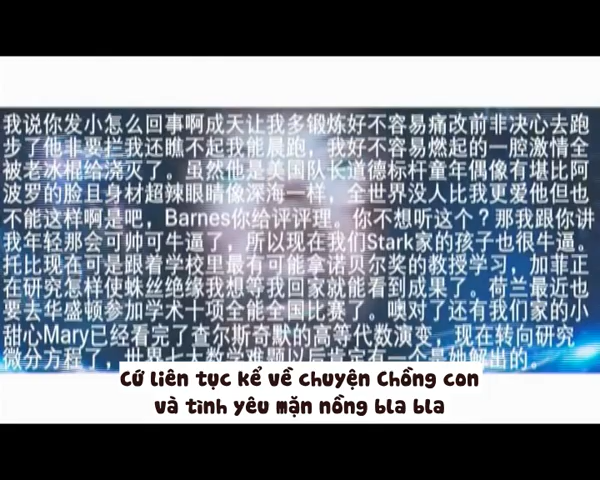 我说你发小怎么回事啊成天让我多锻炼好不容易痛改前非决心去跑
步了他非要拦我还瞧不起我能晨跑，我好不容易燃起的一腔激情全
被老冰棍给浇灭了。虽然他是美国队长道德标杆童年偶像有堪比阿
波罗的脸且身材超辣眼睛像深海一样，全世界没人比我更爱他但也
不能这样啊是吧，Barnes你给评评理。你不想听这个？那我跟你讲
我年轻那会可帅可牛逼了，所以现在我们Stark家的孩子也很牛逼。
托比现在可是跟着学校里最有可能拿诺贝尔奖的教授学习，加菲正
在研究怎样使蛛丝绝缘我想等我回家就能看到成果了。荷兰最近也
要去华盛顿参加学术十项全能全国比赛了。噢对了还有我们家的小
甜心Mary已经看完了查尔斯奇默的高等代数演变，现在转向研究
微分方程了，世界七大数学难题以后肯定有一个是她解出的。
Cứ liên tục kể về chuyện Chồng con
và tình yêu mặn nồng bla bla